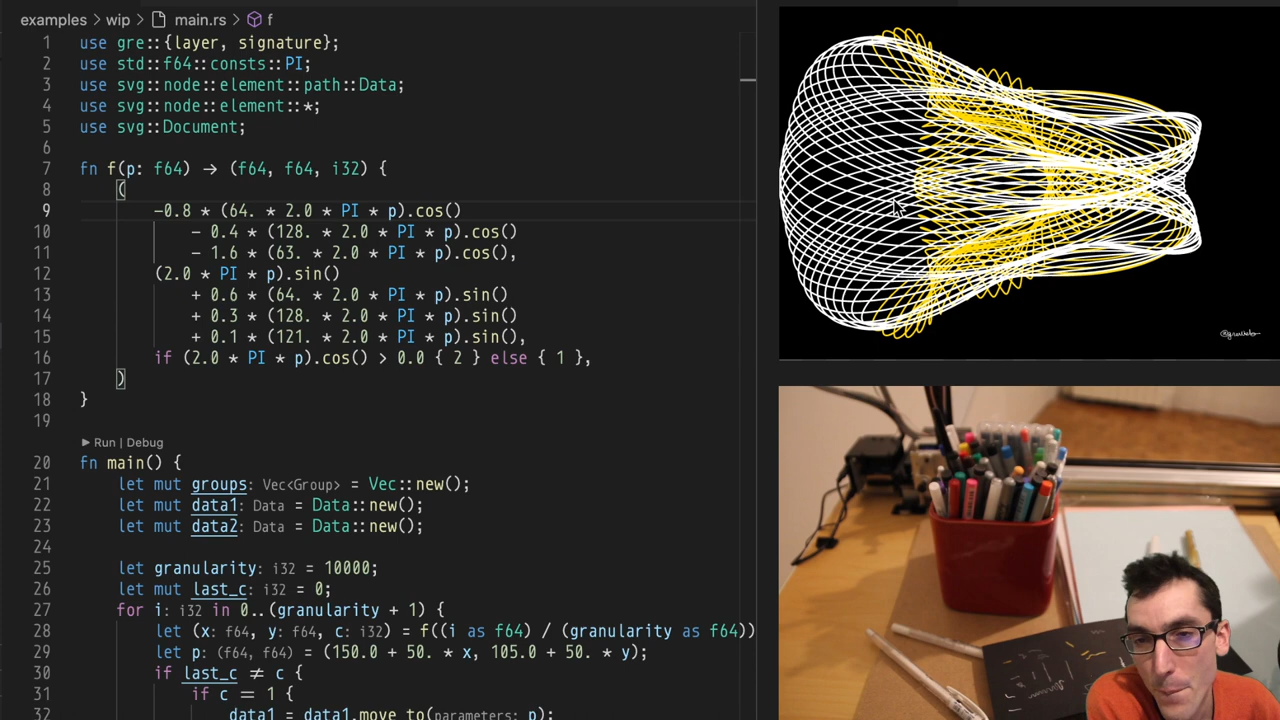 examples > wip > main.rs > f
1 use gre::{layer, signature};
2 use std::f64::consts::PI;
3 use svg::node::element::path::Data;
4 use svg::node::element::*;
5 use svg::Document;
6
7 fn f(p: f64) → (f64, f64, i32) {
8 (
9 -0.8 * (64. * 2.0 * PI * p).cos()
10 - 0.4 * (128. * 2.0 * PI * p).cos()
11 - 1.6 * (63. * 2.0 * PI * p).cos(),
12 (2.0 * PI * p).sin()
13 + 0.6 * (64. * 2.0 * PI * p).sin()
14 + 0.3 * (128. * 2.0 * PI * p).sin()
15 + 0.1 * (121. * 2.0 * PI * p).sin(),
16 if (2.0 * PI * p).cos() > 0.0 { 2 } else { 1 },
17 )
18 }
19
▶ Run | Debug
20 fn main() {
21 let mut groups: Vec<Group> = Vec::new();
22 let mut data1: Data = Data::new();
23 let mut data2: Data = Data::new();
24
25 let granularity: i32 = 10000;
26 let mut last_c: i32 = 0;
27 for i: i32 in 0..(granularity + 1) {
28 let (x: f64, y: f64, c: i32) = f((i as f64) / (granularity as f64))
29 let p: (f64, f64) = (150.0 + 50. * x, 105.0 + 50. * y);
30 if last_c ≠ c {
31 if c == 1 {
32 data1 = data1.move_to(parameters: p);